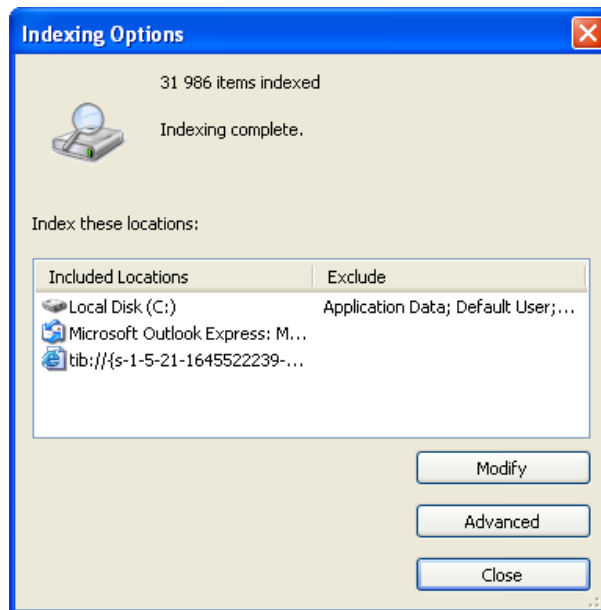 Indexing Options
31 986 items indexed
Indexing complete.
Index these locations:
Included Locations Exclude
Local Disk (C:) Application Data; Default User;...
Microsoft Outlook Express: M...
tib://{s-1-5-21-1645522239-...
Modify
Advanced
Close